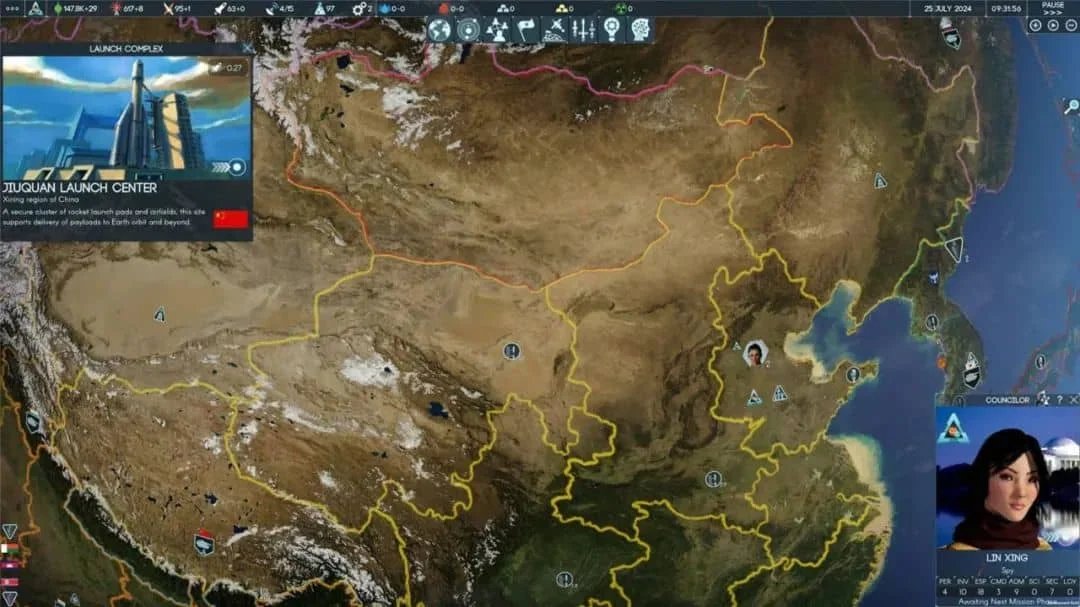 147.8K+29 617+8 95+1 63+0 4/15 97 2 0-0 0-0 0 0 0 25 JULY 2024 09:31:56 PAUSE
>>>
LAUNCH COMPLEX
0.27
JIUQUAN LAUNCH CENTER
Xining region of China
A secure cluster of rocket launch pads and airfields, this site
supports delivery of payloads to Earth orbit and beyond.
COUNCILOR ? X
LIN XING
Spy
PER INV ESP CMD ADM SCI SEC LOY
4 10 18 3 9 0 7 0
Awaiting Next Mission Phase